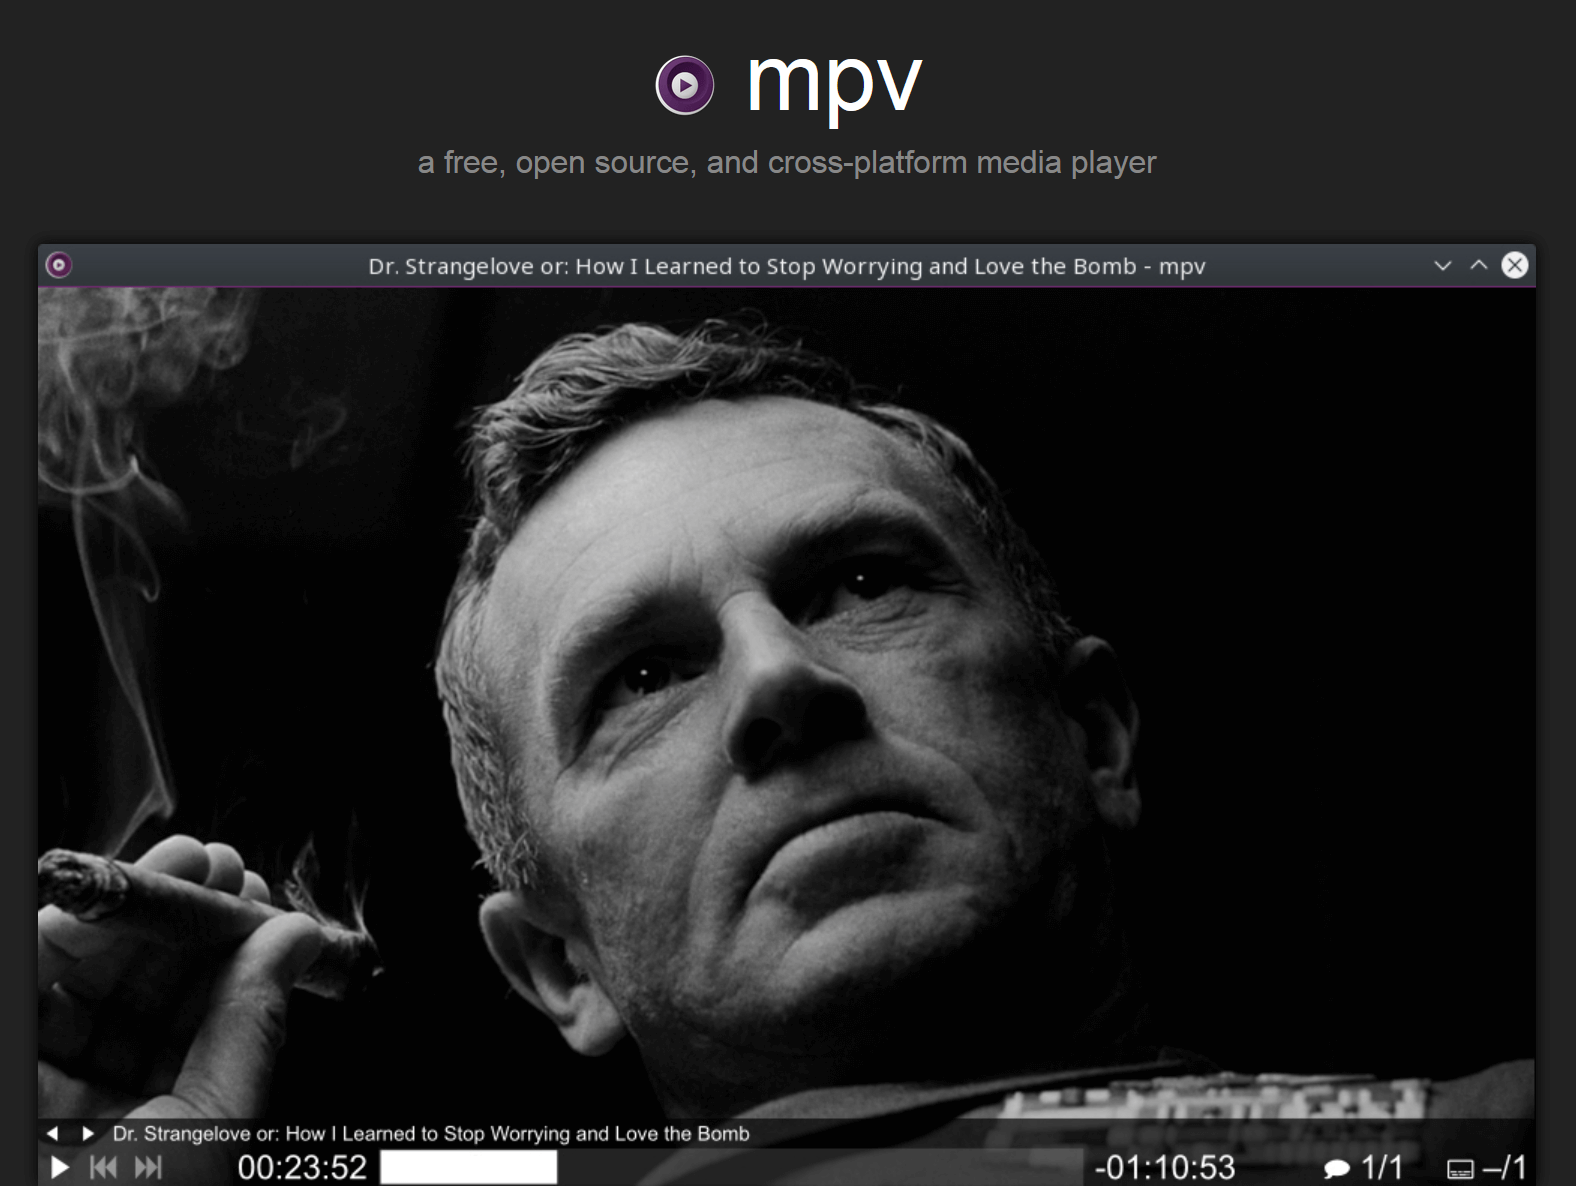 mpv
a free, open source, and cross-platform media player
Dr. Strangelove or: How I Learned to Stop Worrying and Love the Bomb - mpv
Dr. Strangelove or: How I Learned to Stop Worrying and Love the Bomb
00:23:52 -01:10:53 1/1 –/1